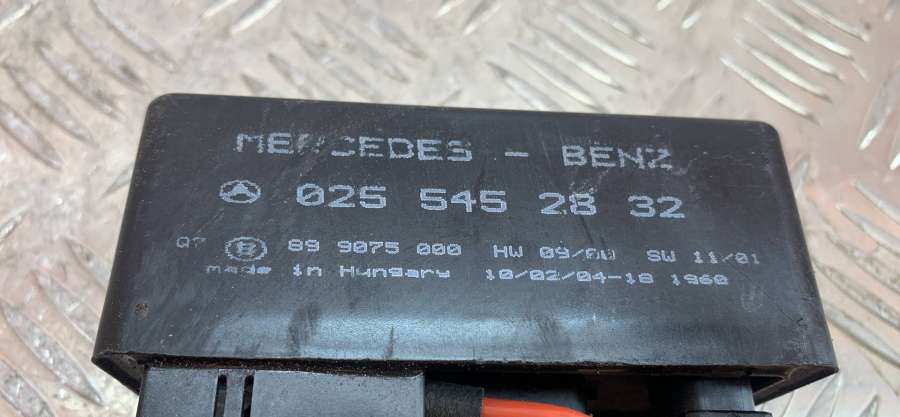 MERCEDES - BENZ
025 545 28 32
Q7 B 89 9075 000 HW 09/00 SW 11/01
made in Hungary 10/02/04-18 1960